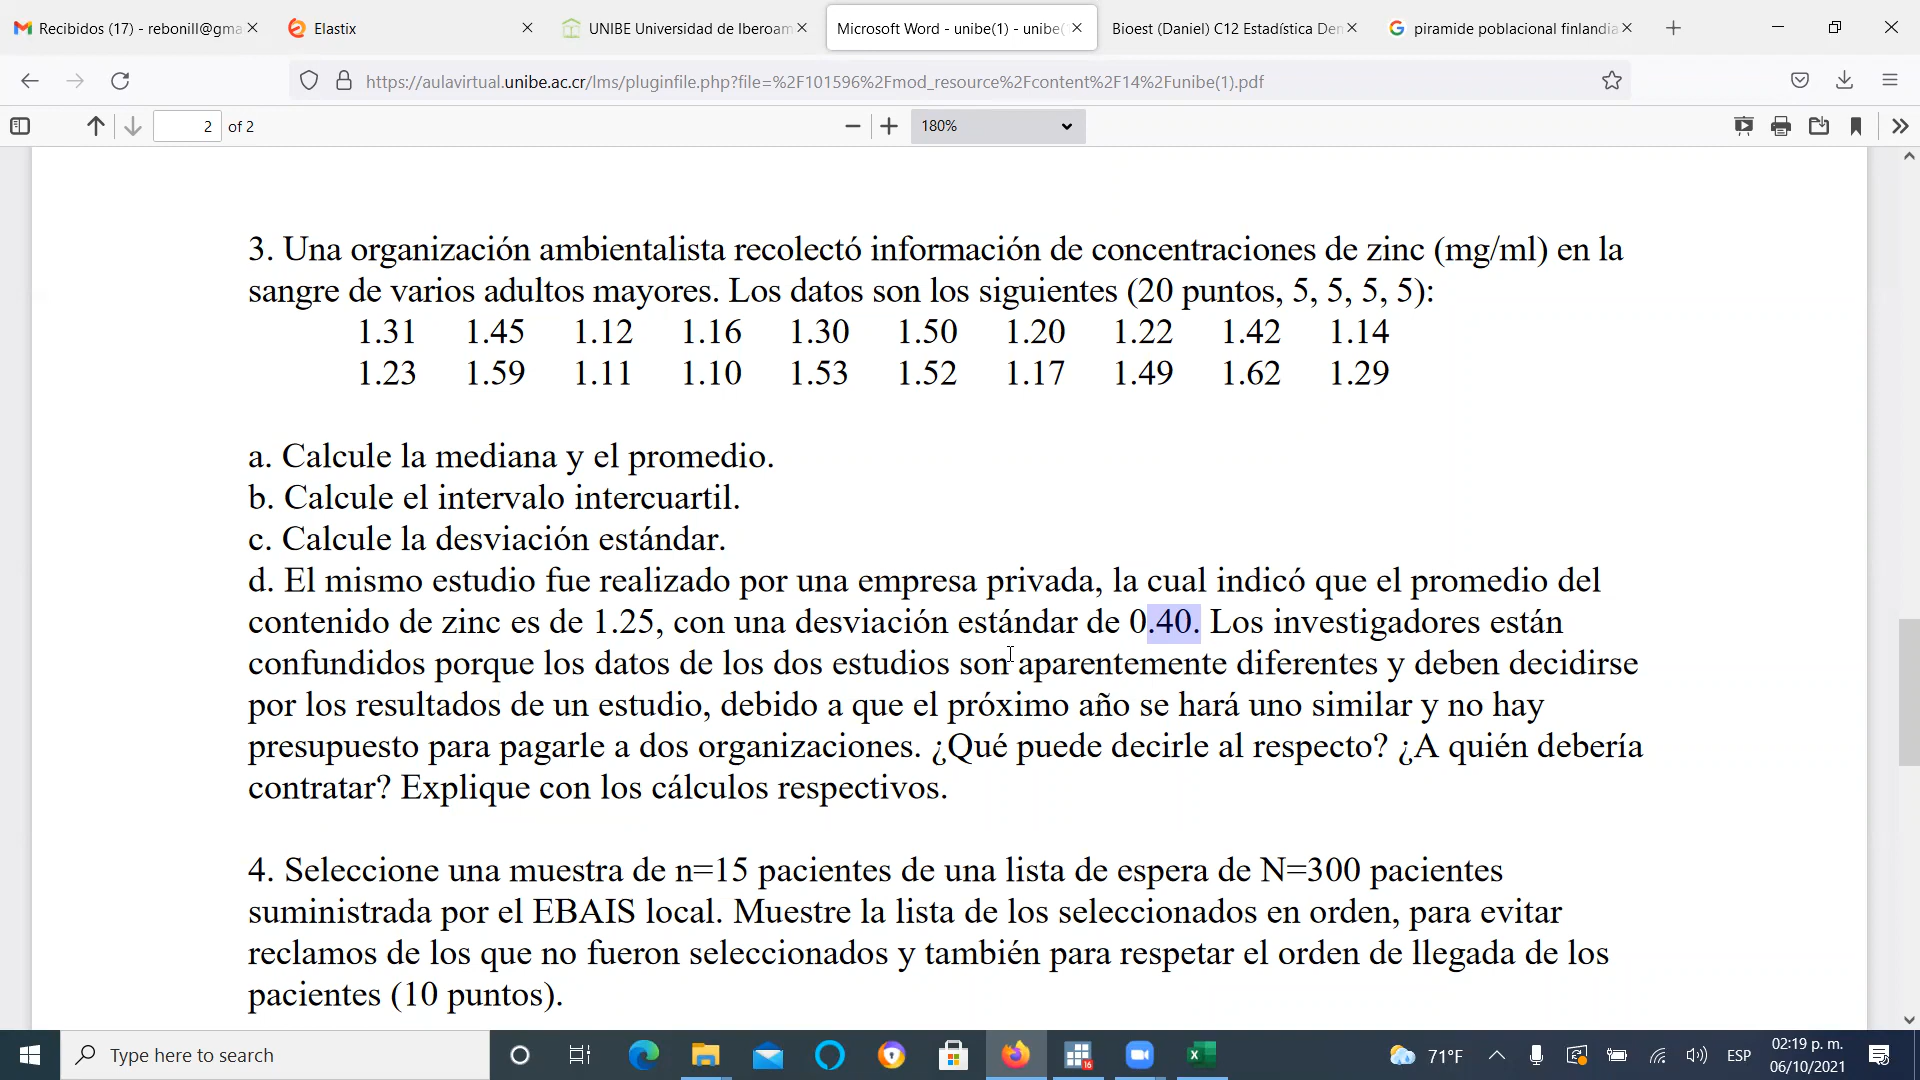 Recibidos (17) - rebonill@gma
Elastix
UNIBE Universidad de Iberoam
Microsoft Word - unibe(1) - unibe(
Bioest (Daniel) C12 Estadística Den
piramide poblacional finlandia
https://aulavirtual.unibe.ac.cr/lms/pluginfile.php?file=%2F101596%2Fmod_resource%2Fcontent%2F14%2Funibe(1).pdf
2 of 2
180%
3. Una organización ambientalista recolectó información de concentraciones de zinc (mg/ml) en la
sangre de varios adultos mayores. Los datos son los siguientes (20 puntos, 5, 5, 5, 5):
1.31 1.45 1.12 1.16 1.30 1.50 1.20 1.22 1.42 1.14
1.23 1.59 1.11 1.10 1.53 1.52 1.17 1.49 1.62 1.29
a. Calcule la mediana y el promedio.
b. Calcule el intervalo intercuartil.
c. Calcule la desviación estándar.
d. El mismo estudio fue realizado por una empresa privada, la cual indicó que el promedio del
contenido de zinc es de 1.25, con una desviación estándar de 0.40. Los investigadores están
confundidos porque los datos de los dos estudios son aparentemente diferentes y deben decidirse
por los resultados de un estudio, debido a que el próximo año se hará uno similar y no hay
presupuesto para pagarle a dos organizaciones. ¿Qué puede decirle al respecto? ¿A quién debería
contratar? Explique con los cálculos respectivos.
4. Seleccione una muestra de n=15 pacientes de una lista de espera de N=300 pacientes
suministrada por el EBAIS local. Muestre la lista de los seleccionados en orden, para evitar
reclamos de los que no fueron seleccionados y también para respetar el orden de llegada de los
pacientes (10 puntos).
Type here to search
16
71°F
ESP
02:19 p. m.
06/10/2021